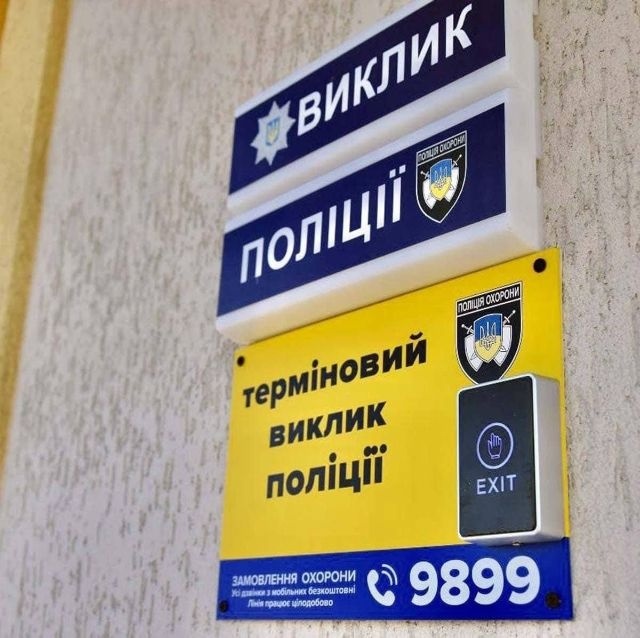 ВИКЛИК
ПОЛІЦІЇ
ПОЛІЦІЯ ОХОРОНИ
ПОЛІЦІЯ ОХОРОНИ
терміновий
виклик
поліції
EXIT
ЗАМОВЛЕННЯ ОХОРОНИ
Усі дзвінки з мобільних безкоштовні
Лінія працює цілодобово
9899